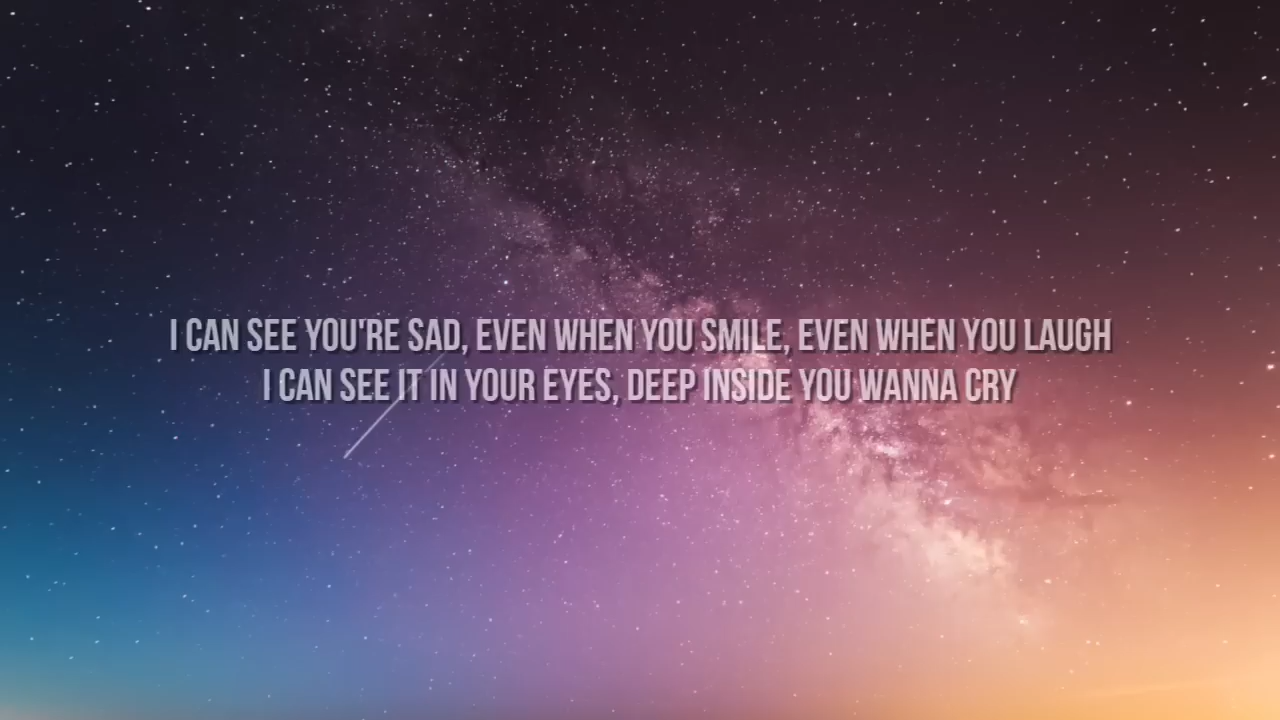 I CAN SEE YOU'RE SAD, EVEN WHEN YOU SMILE, EVEN WHEN YOU LAUGH
I CAN SEE IT IN YOUR EYES, DEEP INSIDE YOU WANNA CRY